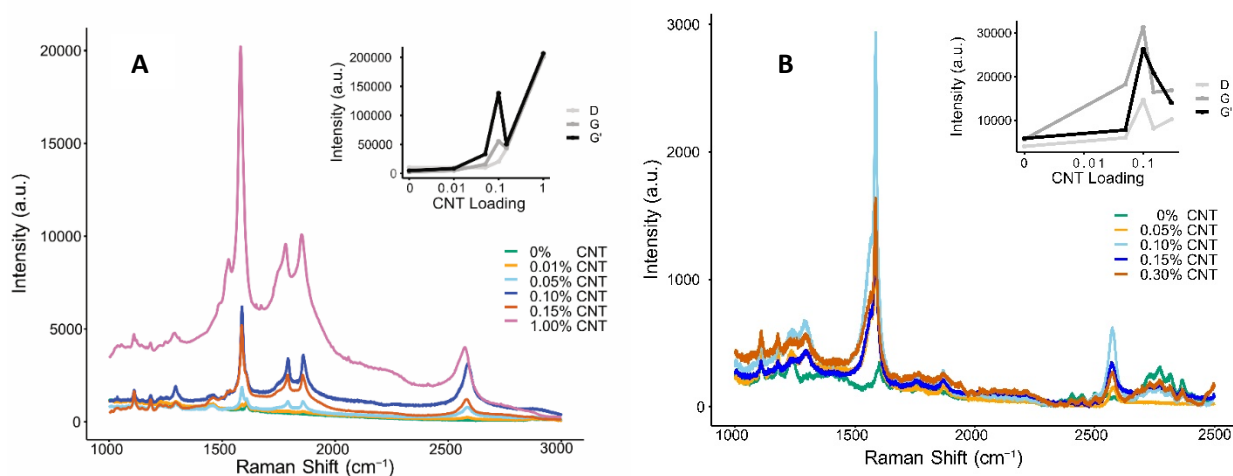 A
Intensity (a.u.)
20000
15000
10000
5000
0
1000
1500
2000
2500
3000
Raman Shift (cm⁻¹)
Intensity (a.u.)
200000
150000
100000
50000
0
0
0.01
0.1
1
CNT Loading
D
G
G'
0% CNT
0.01% CNT
0.05% CNT
0.10% CNT
0.15% CNT
1.00% CNT
B
Intensity (a.u.)
3000
2000
1000
0
1000
1500
2000
2500
2500
Raman Shift (cm⁻¹)
Intensity (a.u.)
30000
20000
10000
0
0.01
0.1
CNT Loading
D
G
G'
0% CNT
0.05% CNT
0.10% CNT
0.15% CNT
0.30% CNT